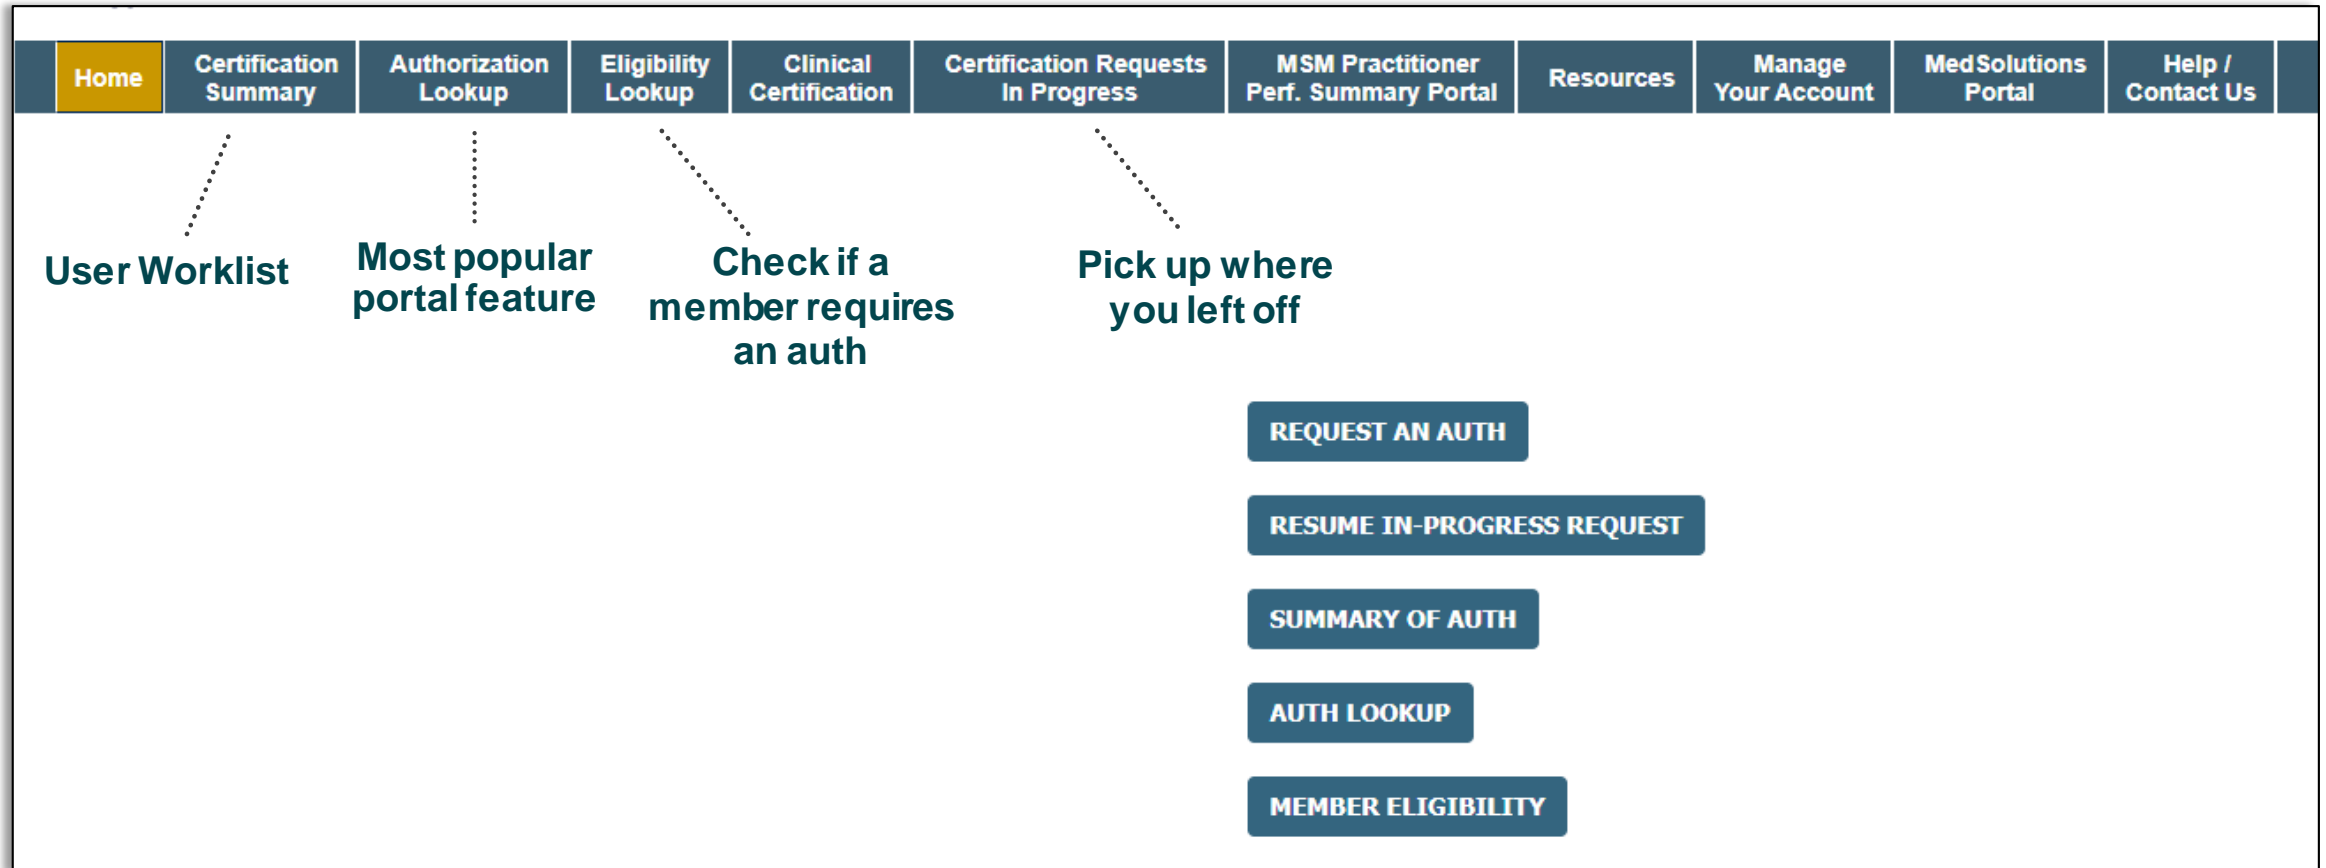 Home
Certification
Summary
Authorization
Lookup
Eligibility
Lookup
Clinical
Certification
Certification Requests
In Progress
MSM Practitioner
Perf. Summary Portal
Resources
Manage
Your Account
MedSolutions
Portal
Help /
Contact Us
User Worklist
Most popular
portal feature
Check if a
member requires
an auth
Pick up where
you left off
REQUEST AN AUTH
RESUME IN-PROGRESS REQUEST
SUMMARY OF AUTH
AUTH LOOKUP
MEMBER ELIGIBILITY